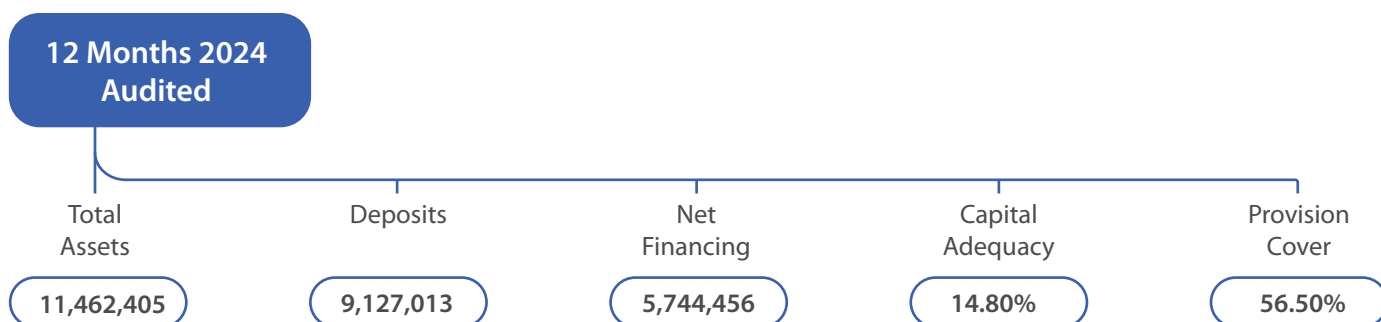 12 Months 2024
Audited
Total
Assets
11,462,405
Deposits
9,127,013
Net
Financing
5,744,456
Capital
Adequacy
14.80%
Provision
Cover
56.50%